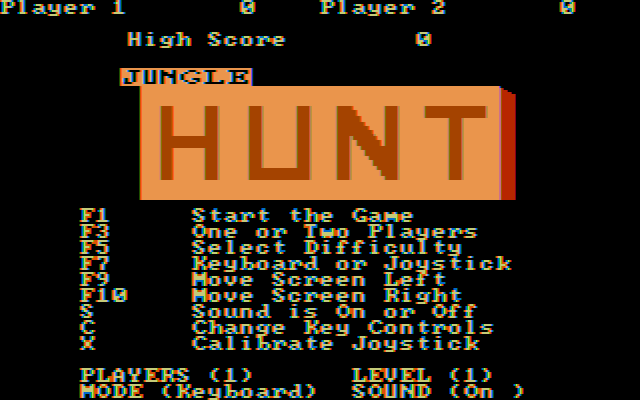 Player 1 0 Player 2 0
High Score 0
JUNGLE
HUNT
F1 Start the Game
F3 One or Two Players
F5 Select Difficulty
F7 Keyboard or Joystick
F9 Move Screen Left
F10 Move Screen Right
S Sound is On or Off
C Change Key Controls
X Calibrate Joystick
PLAYERS (1) LEVEL (1)
MODE (Keyboard) SOUND (On )